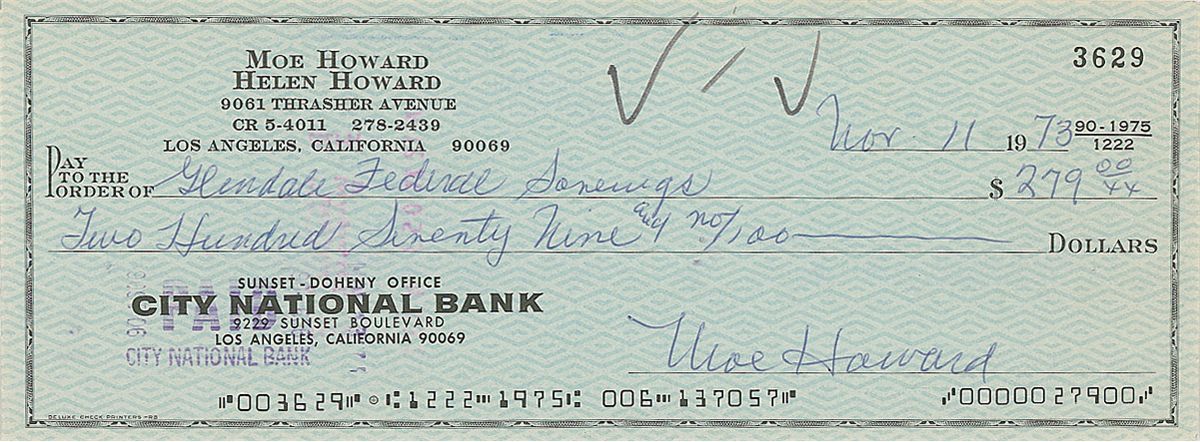 3629
MOE HOWARD
HELEN HOWARD
9061 THRASHER AVENUE
CR 5-4011 278-2439
LOS ANGELES, CALIFORNIA 90069
Nov 11 1973 90-1975
1222
PAY TO THE ORDER OF Glendale Federal $279 00/xx
Two Hundred Seventy Nine and no/100 DOLLARS
SUNSET-DOHENY OFFICE
CITY NATIONAL BANK
9229 SUNSET BOULEVARD
LOS ANGELES, CALIFORNIA 90069
PAID
CITY NATIONAL BANK
Moe Howard
⑈003629⑈ ⑆1222⑉1975⑆ 006⑉137057⑈ ⑇0000027900⑇
DELUXE CHECK PRINTERS-RB